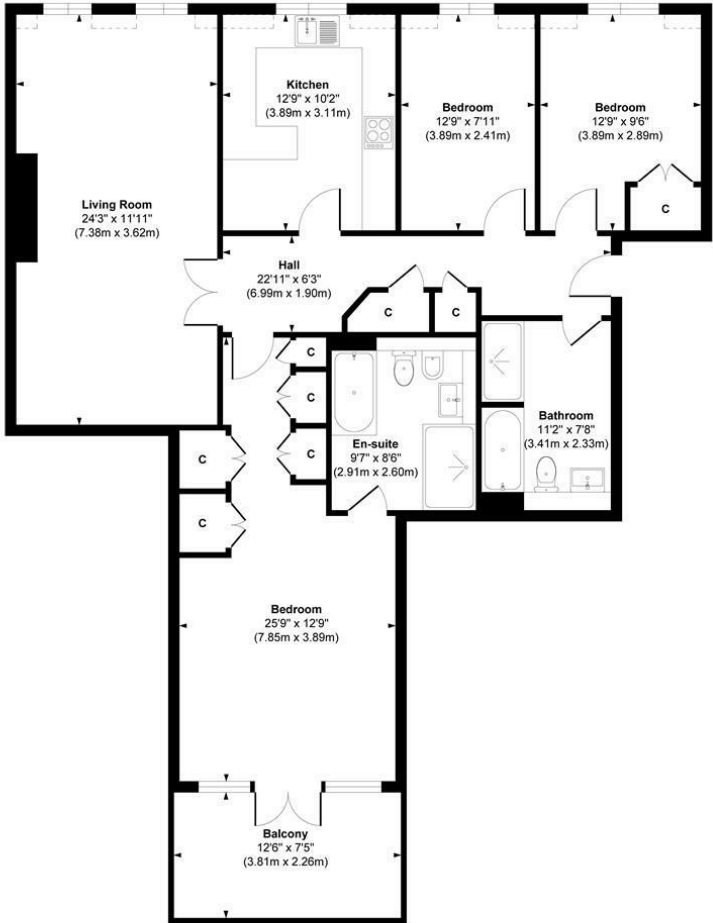 Kitchen
12'9" x 10'2"
(3.89m x 3.11m)
Bedroom
12'9" x 7'11"
(3.89m x 2.41m)
Bedroom
12'9" x 9'6"
(3.89m x 2.89m)
C
Living Room
24'3" x 11'11"
(7.38m x 3.62m)
Hall
22'11" x 6'3"
(6.99m x 1.90m)
C
C
C
C
C
C
C
En-suite
9'7" x 8'6"
(2.91m x 2.60m)
Bathroom
11'2" x 7'8"
(3.41m x 2.33m)
Bedroom
25'9" x 12'9"
(7.85m x 3.89m)
Balcony
12'6" x 7'5"
(3.81m x 2.26m)